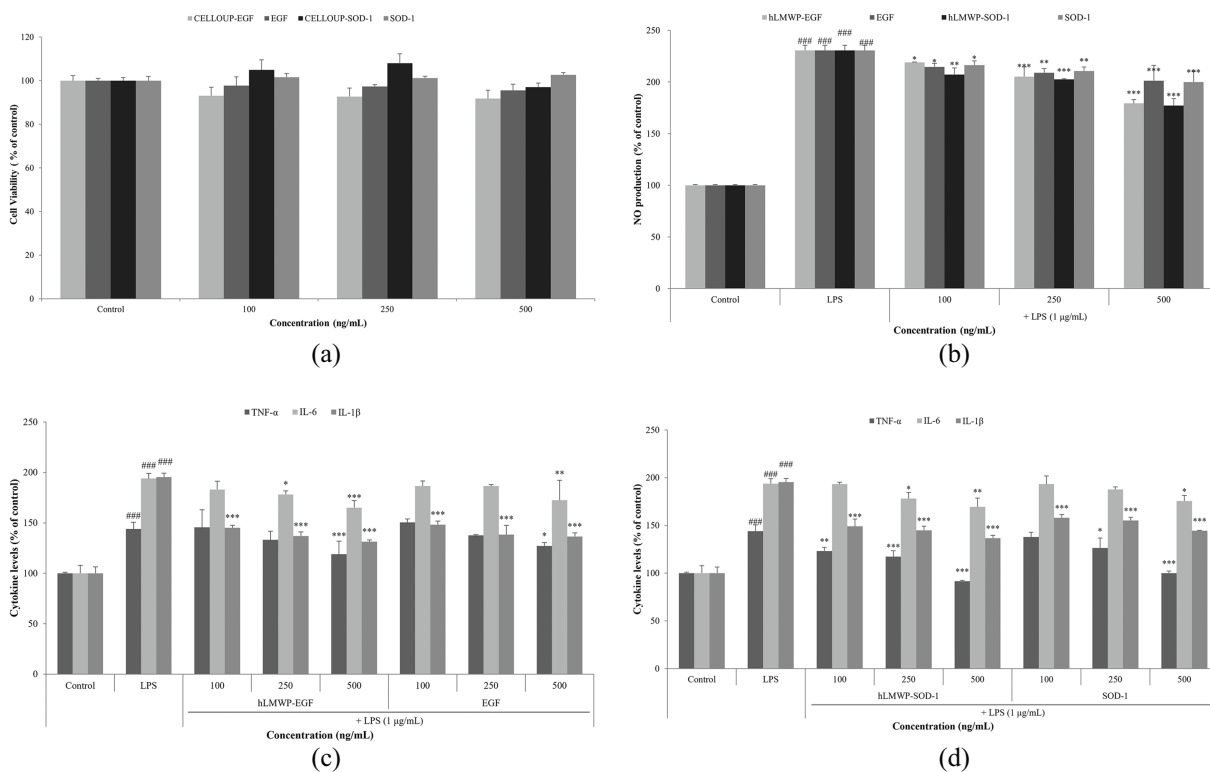 CELLOUP-EGF EGF CELLOUP-SOD-1 SOD-1
120
100
80
60
40
20
0
Cell Viability ( % of control)
Control 100 250 500
Concentration (ng/mL)
(a)
hLMWP-EGF EGF hLMWP-SOD-1 SOD-1
250
200
150
100
50
0
NO production (% of control)
### ### ### ###
* * ** *
*** ** *** **
*** *** *** ***
Control LPS 100 250 500
+ LPS (1 μg/mL)
Concentration (ng/mL)
(b)
TNF-α IL-6 IL-1β
250
200
150
100
50
0
Cytokine levels (% of control)
### ### ###
*** * *** *** *** *** *** *** * ** ***
Control LPS 100 250 500 100 250 500
hLMWP-EGF EGF
+ LPS (1 μg/mL)
Concentration (ng/mL)
(c)
TNF-α IL-6 IL-1β
250
200
150
100
50
0
Cytokine levels (% of control)
### ### ###
** *** *** * *** *** ** *** *** * *** *** * ***
Control LPS 100 250 500 100 250 500
hLMWP-SOD-1 SOD-1
+ LPS (1 μg/mL)
Concentration (ng/mL)
(d)